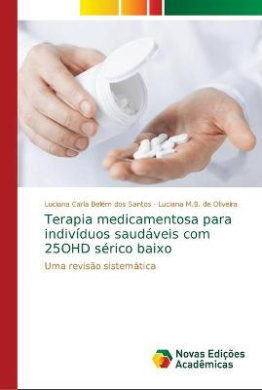 Luciana Carla Belém dos Santos - Luciana M.B. de Oliveira
Terapia medicamentosa para
indivíduos saudáveis com
25OHD sérico baixo
Uma revisão sistemática
Novas Edições
Acadêmicas